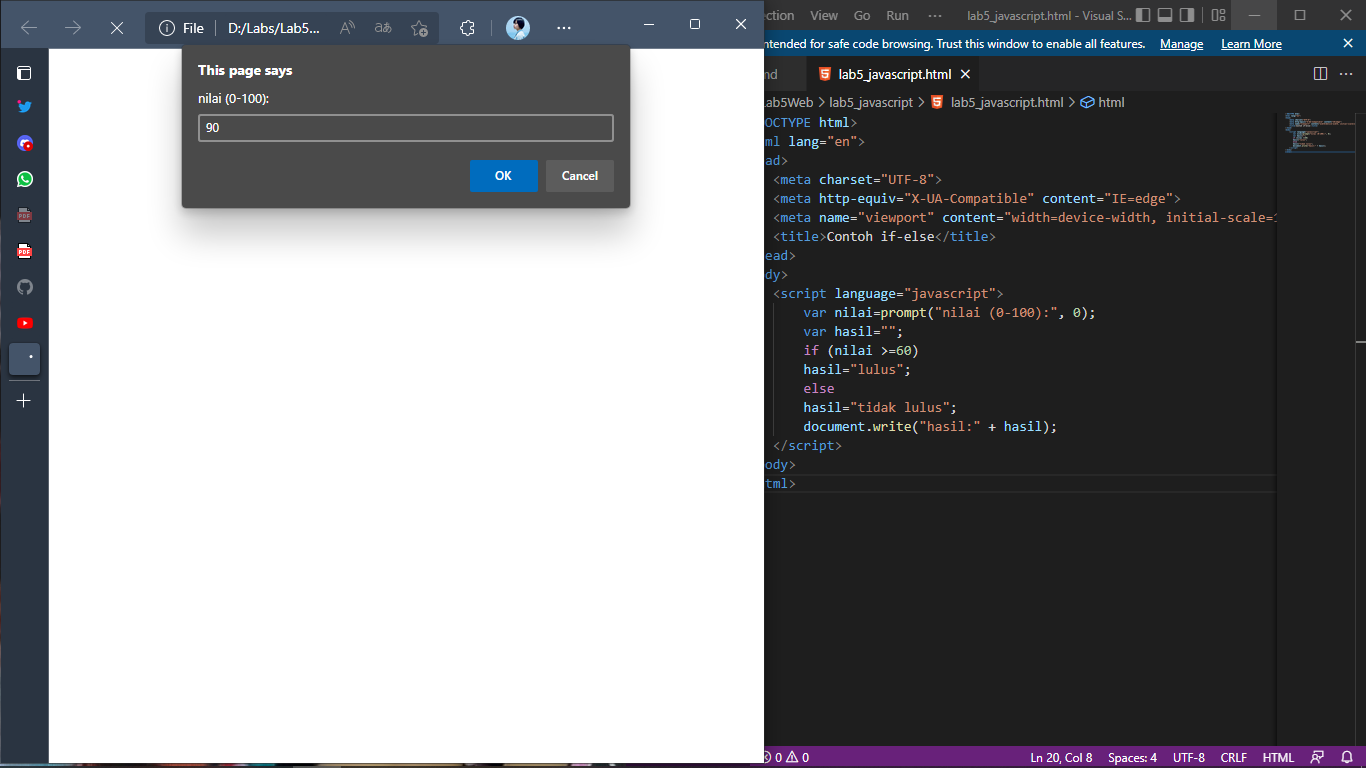 File
D:/Labs/Lab5...
This page says
nilai (0-100):
90
OK
Cancel
PDF
PDF
View Go Run ··· lab5_javascript.html - Visual S...
ntended for safe code browsing. Trust this window to enable all features. Manage Learn More
lab5_javascript.html
ab5Web > lab5_javascript > lab5_javascript.html > html
OCTYPE html>
ml lang="en">
ad>
<meta charset="UTF-8">
<meta http-equiv="X-UA-Compatible" content="IE=edge">
<meta name="viewport" content="width=device-width, initial-scale=1
<title>Contoh if-else</title>
ead>
dy>
<script language="javascript">
var nilai=prompt("nilai (0-100):", 0);
var hasil="";
if (nilai >=60)
hasil="lulus";
else
hasil="tidak lulus";
document.write("hasil:" + hasil);
</script>
ody>
tml>
0 0 Ln 20, Col 8 Spaces: 4 UTF-8 CRLF HTML